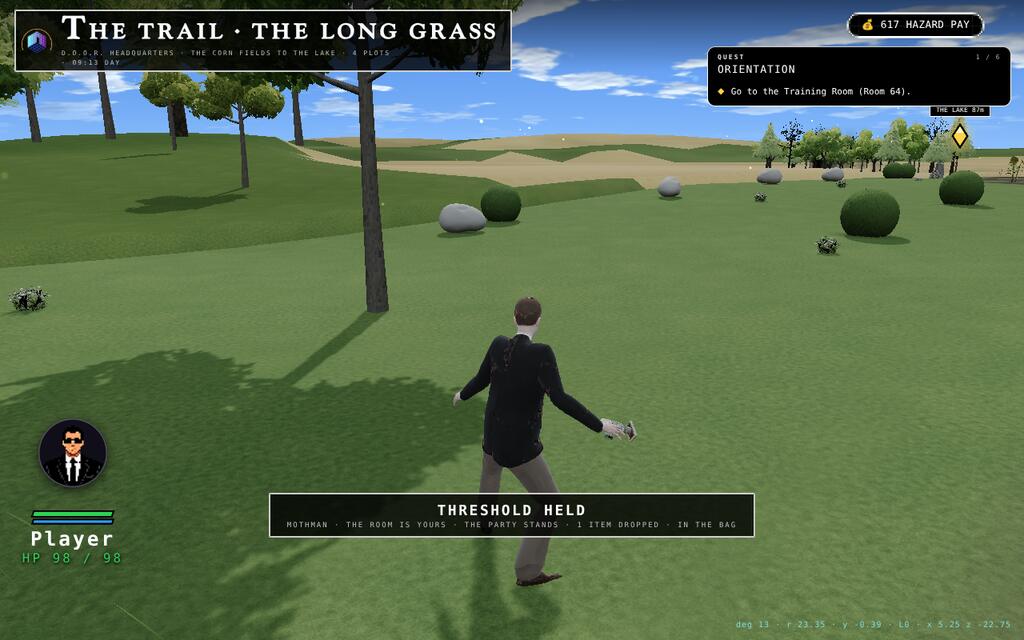 THE TRAIL · THE LONG GRASS
D.O.O.R. HEADQUARTERS · THE CORN FIELDS TO THE LAKE · 4 PLOTS
· 09:13 DAY
💰 617 HAZARD PAY
QUEST 1 / 6
ORIENTATION
◆ Go to the Training Room (Room 64).
THE LAKE 87m
THRESHOLD HELD
MOTHMAN · THE ROOM IS YOURS · THE PARTY STANDS · 1 ITEM DROPPED · IN THE BAG
Player
HP 98 / 98
deg 13 · r 23.35 · y -0.39 · L0 · x 5.25 z -22.75